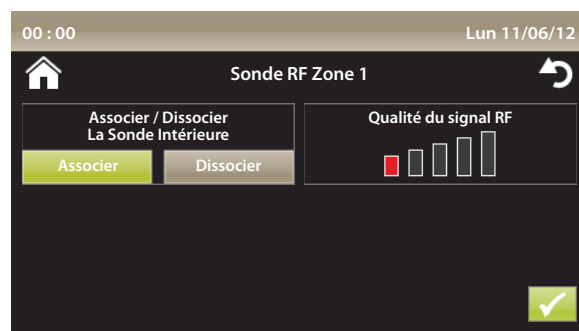 00 : 00
Lun 11/06/12
Sonde RF Zone 1
Associer / Dissocier
La Sonde Intérieure
Associer
Dissocier
Qualité du signal RF